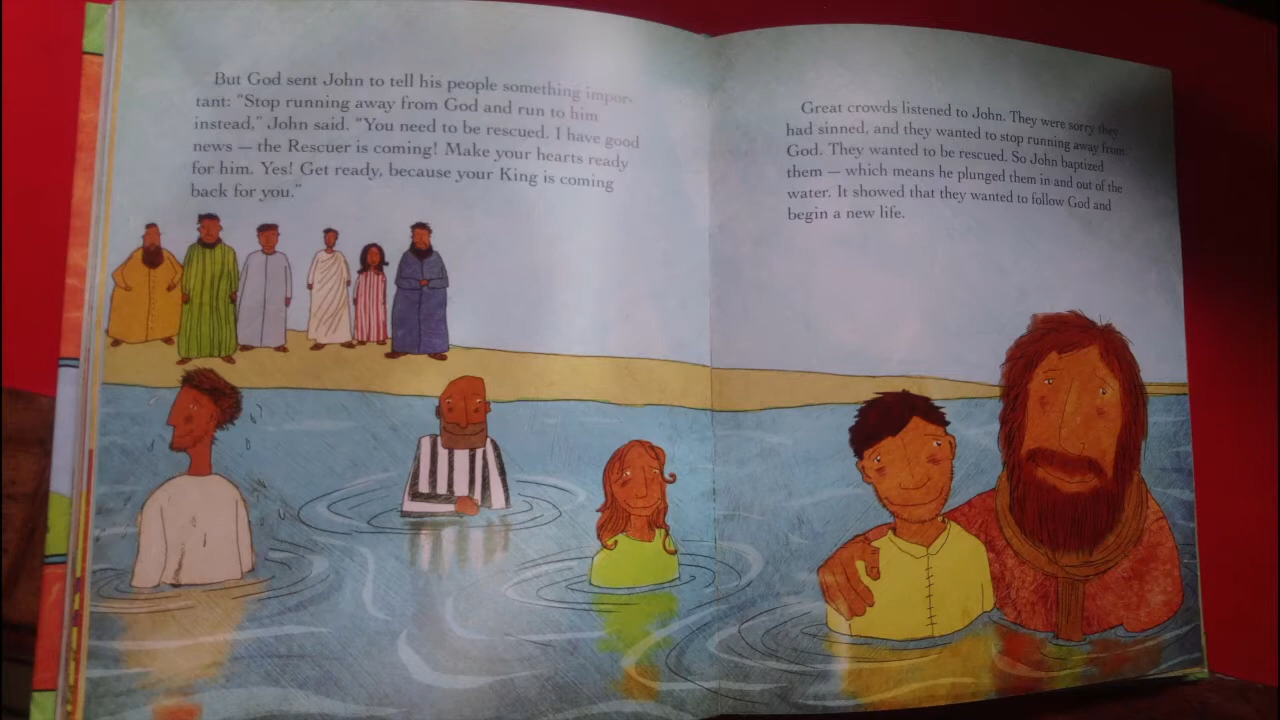 But God sent John to tell his people something impor-
tant: "Stop running away from God and run to him
instead," John said. "You need to be rescued. I have good
news — the Rescuer is coming! Make your hearts ready
for him. Yes! Get ready, because your King is coming
back for you."
Great crowds listened to John. They were sorry they
had sinned, and they wanted to stop running away from
God. They wanted to be rescued. So John baptized
them — which means he plunged them in and out of the
water. It showed that they wanted to follow God and
begin a new life.